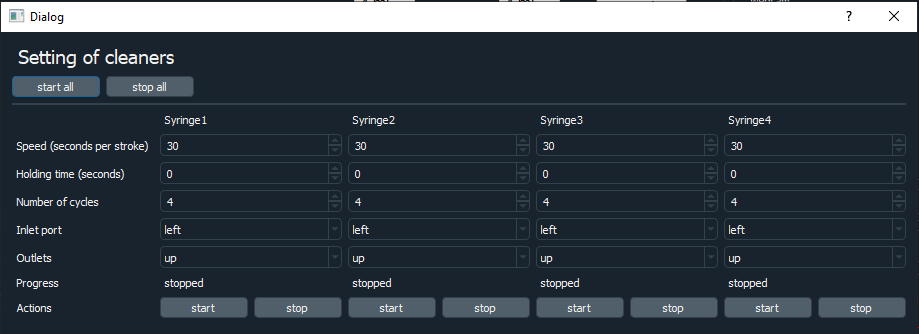 Dialog ?
Setting of cleaners
start all stop all
Syringe1 Syringe2 Syringe3 Syringe4
Speed (seconds per stroke) 30 30 30 30
Holding time (seconds) 0 0 0 0
Number of cycles 4 4 4 4
Inlet port left left left left
Outlets up up up up
Progress stopped stopped stopped stopped
Actions start stop start stop start stop start stop